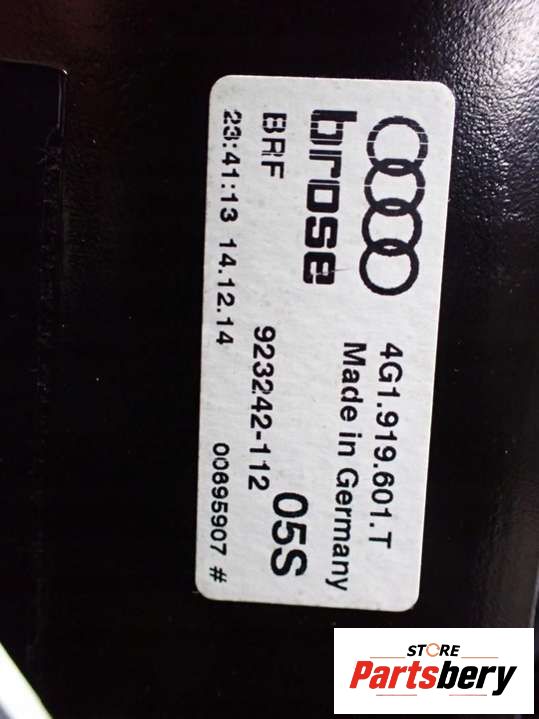 4G1.919.601.T
Made in Germany
brose
05S
BRF
923242-112
23:41:13 14.12.14
00695907 #
STORE
Partsbery